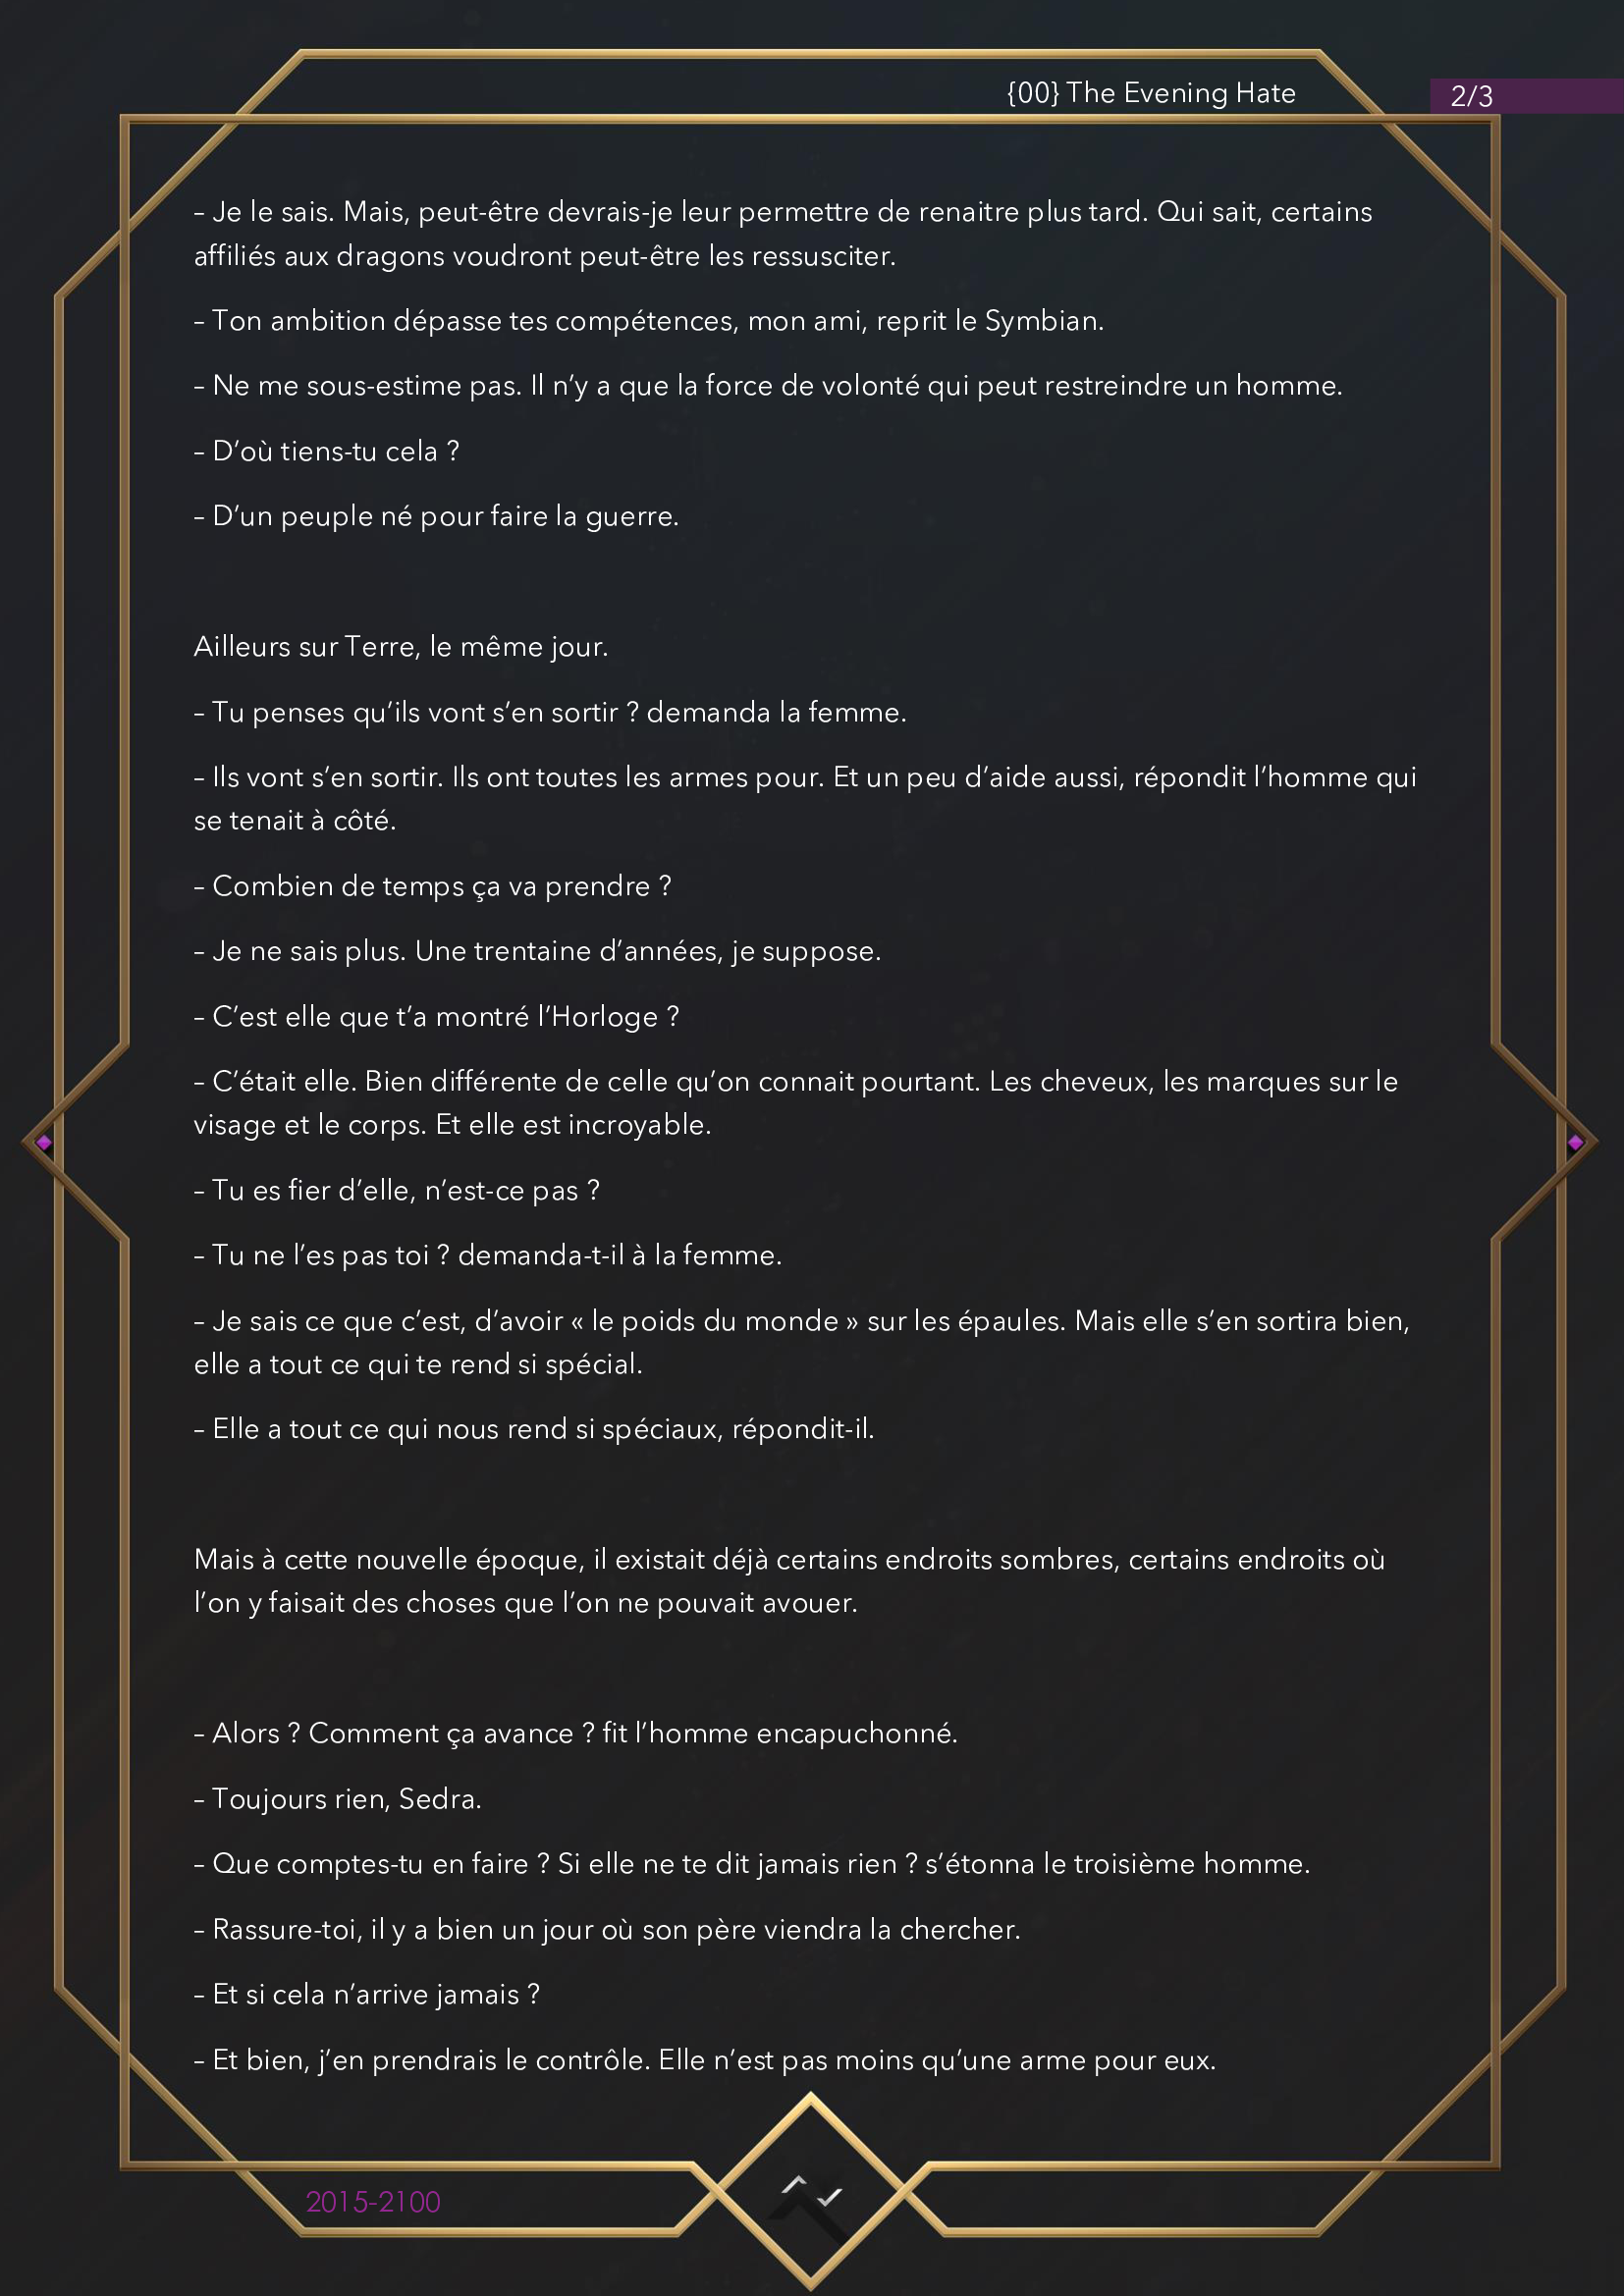 {00} The Evening Hate
2/3
– Je le sais. Mais, peut-être devrais-je leur permettre de renaitre plus tard. Qui sait, certains
affiliés aux dragons voudront peut-être les ressusciter.
– Ton ambition dépasse tes compétences, mon ami, reprit le Symbian.
– Ne me sous-estime pas. Il n’y a que la force de volonté qui peut restreindre un homme.
– D’où tiens-tu cela ?
– D’un peuple né pour faire la guerre.
Ailleurs sur Terre, le même jour.
– Tu penses qu’ils vont s’en sortir ? demanda la femme.
– Ils vont s’en sortir. Ils ont toutes les armes pour. Et un peu d’aide aussi, répondit l’homme qui
se tenait à côté.
– Combien de temps ça va prendre ?
– Je ne sais plus. Une trentaine d’années, je suppose.
– C’est elle que t’a montré l’Horloge ?
– C’était elle. Bien différente de celle qu’on connait pourtant. Les cheveux, les marques sur le
visage et le corps. Et elle est incroyable.
– Tu es fier d’elle, n’est-ce pas ?
– Tu ne l’es pas toi ? demanda-t-il à la femme.
– Je sais ce que c’est, d’avoir « le poids du monde » sur les épaules. Mais elle s’en sortira bien,
elle a tout ce qui te rend si spécial.
– Elle a tout ce qui nous rend si spéciaux, répondit-il.
Mais à cette nouvelle époque, il existait déjà certains endroits sombres, certains endroits où
l’on y faisait des choses que l’on ne pouvait avouer.
– Alors ? Comment ça avance ? fit l’homme encapuchonné.
– Toujours rien, Sedra.
– Que comptes-tu en faire ? Si elle ne te dit jamais rien ? s’étonna le troisième homme.
– Rassure-toi, il y a bien un jour où son père viendra la chercher.
– Et si cela n’arrive jamais ?
– Et bien, j’en prendrais le contrôle. Elle n’est pas moins qu’une arme pour eux.
2015-2100